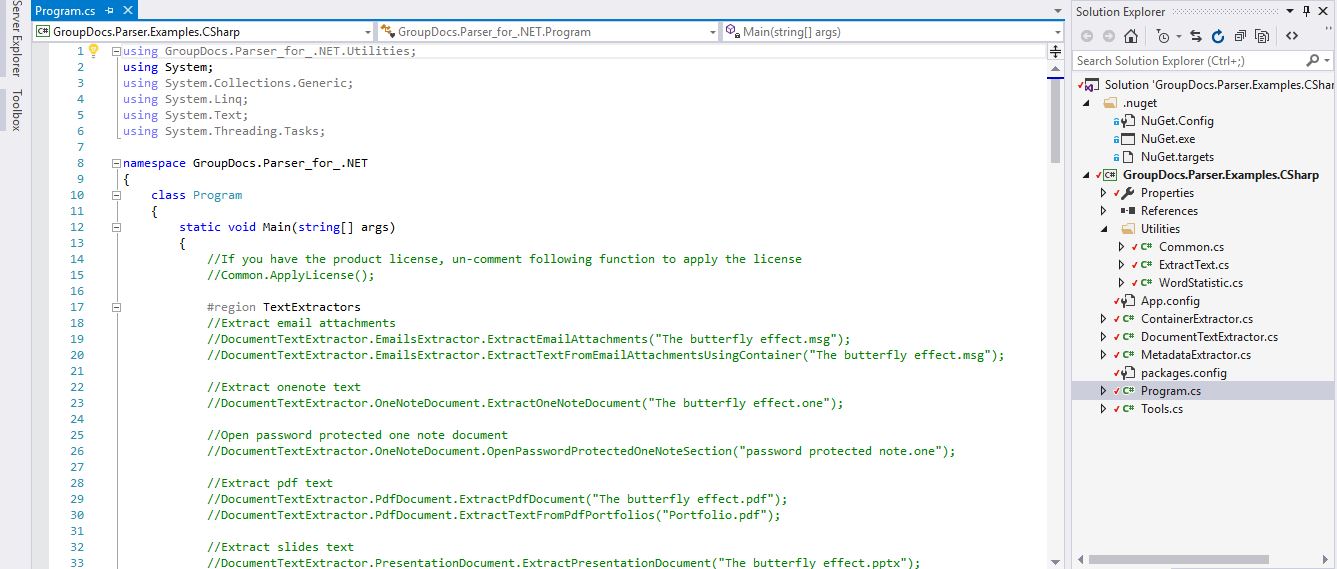 Server Explorer
Toolbox
Program.cs
GroupDocs.Parser.Examples.CSharp
GroupDocs.Parser_for_.NET.Program
Main(string[] args)
1 using GroupDocs.Parser_for_.NET.Utilities;
2 using System;
3 using System.Collections.Generic;
4 using System.Linq;
5 using System.Text;
6 using System.Threading.Tasks;
7
8 namespace GroupDocs.Parser_for_.NET
9 {
10 class Program
11 {
12 static void Main(string[] args)
13 {
14 //If you have the product license, un-comment following function to apply the license
15 //Common.ApplyLicense();
16
17 #region TextExtractors
18 //Extract email attachments
19 //DocumentTextExtractor.EmailsExtractor.ExtractEmailAttachments("The butterfly effect.msg");
20 //DocumentTextExtractor.EmailsExtractor.ExtractTextFromEmailAttachmentsUsingContainer("The butterfly effect.msg");
21
22 //Extract onenote text
23 //DocumentTextExtractor.OneNoteDocument.ExtractOneNoteDocument("The butterfly effect.one");
24
25 //Open password protected one note document
26 //DocumentTextExtractor.OneNoteDocument.OpenPasswordProtectedOneNoteSection("password protected note.one");
27
28 //Extract pdf text
29 //DocumentTextExtractor.PdfDocument.ExtractPdfDocument("The butterfly effect.pdf");
30 //DocumentTextExtractor.PdfDocument.ExtractTextFromPdfPortfolios("Portfolio.pdf");
31
32 //Extract slides text
33 //DocumentTextExtractor.PresentationDocument.ExtractPresentationDocument("The butterfly effect.pptx");
Solution Explorer
Search Solution Explorer (Ctrl+;)
Solution 'GroupDocs.Parser.Examples.CShar
.nuget
NuGet.Config
NuGet.exe
NuGet.targets
C# GroupDocs.Parser.Examples.CSharp
Properties
References
Utilities
C# Common.cs
C# ExtractText.cs
C# WordStatistic.cs
App.config
C# ContainerExtractor.cs
C# DocumentTextExtractor.cs
C# MetadataExtractor.cs
packages.config
C# Program.cs
C# Tools.cs